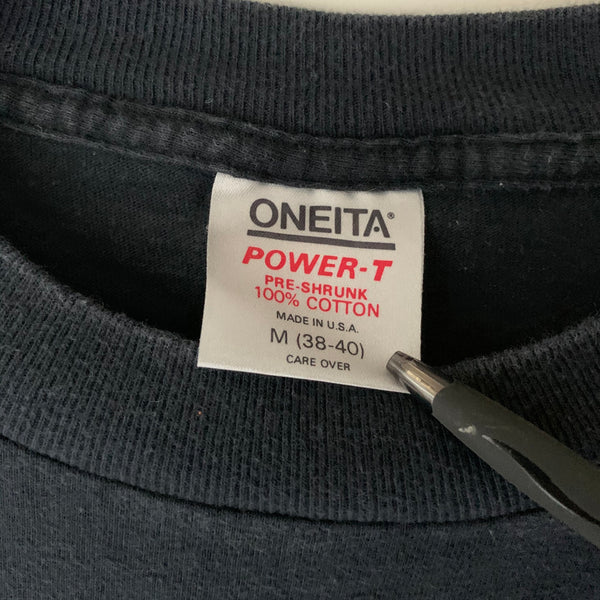 ONEITA®
POWER-T
PRE-SHRUNK
100% COTTON
MADE IN U.S.A.
M (38-40)
CARE OVER